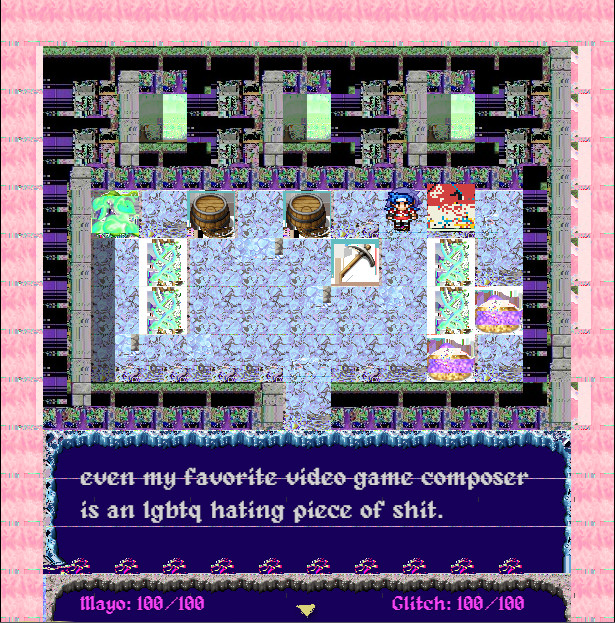 even my favorite video game composer
is an lgbtq hating piece of shit.
Mayo: 100/100
Glitch: 100/100